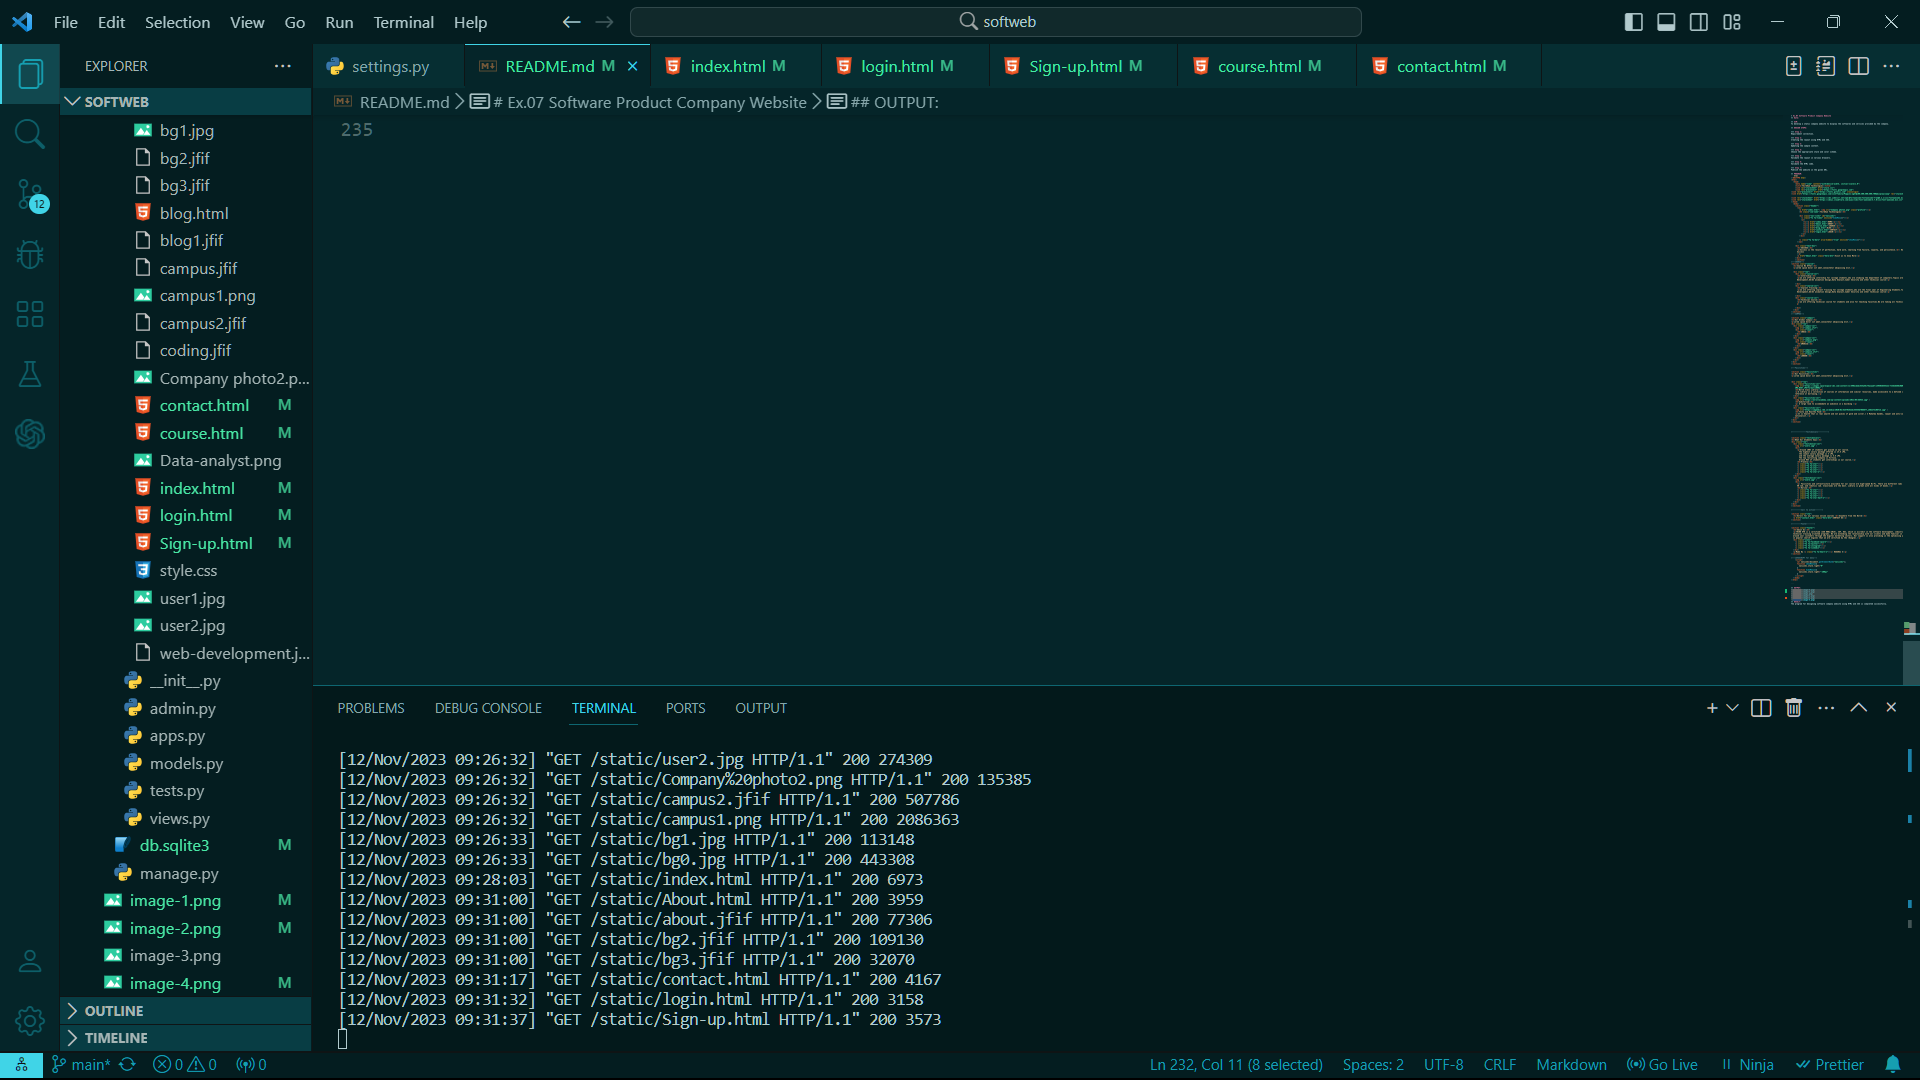 File Edit Selection View Go Run Terminal Help
softweb
EXPLORER
settings.py
README.md M
index.html M
login.html M
Sign-up.html M
course.html M
contact.html M
SOFTWEB
README.md # Ex.07 Software Product Company Website ## OUTPUT:
235
bg1.jpg
bg2.jfif
bg3.jfif
12
blog.html
blog1.jfif
campus.jfif
campus1.png
campus2.jfif
coding.jfif
Company photo2.p...
contact.html M
course.html M
Data-analyst.png
index.html M
login.html M
Sign-up.html M
style.css
user1.jpg
user2.jpg
web-development.j...
__init__.py
admin.py
apps.py
models.py
tests.py
views.py
db.sqlite3 M
manage.py
image-1.png M
image-2.png M
image-3.png
image-4.png M
OUTLINE
TIMELINE
PROBLEMS DEBUG CONSOLE TERMINAL PORTS OUTPUT
[12/Nov/2023 09:26:32] "GET /static/user2.jpg HTTP/1.1" 200 274309
[12/Nov/2023 09:26:32] "GET /static/Company%20photo2.png HTTP/1.1" 200 135385
[12/Nov/2023 09:26:32] "GET /static/campus2.jfif HTTP/1.1" 200 507786
[12/Nov/2023 09:26:32] "GET /static/campus1.png HTTP/1.1" 200 2086363
[12/Nov/2023 09:26:33] "GET /static/bg1.jpg HTTP/1.1" 200 113148
[12/Nov/2023 09:26:33] "GET /static/bg0.jpg HTTP/1.1" 200 443308
[12/Nov/2023 09:28:03] "GET /static/index.html HTTP/1.1" 200 6973
[12/Nov/2023 09:31:00] "GET /static/About.html HTTP/1.1" 200 3959
[12/Nov/2023 09:31:00] "GET /static/about.jfif HTTP/1.1" 200 77306
[12/Nov/2023 09:31:00] "GET /static/bg2.jfif HTTP/1.1" 200 109130
[12/Nov/2023 09:31:00] "GET /static/bg3.jfif HTTP/1.1" 200 32070
[12/Nov/2023 09:31:17] "GET /static/contact.html HTTP/1.1" 200 4167
[12/Nov/2023 09:31:32] "GET /static/login.html HTTP/1.1" 200 3158
[12/Nov/2023 09:31:37] "GET /static/Sign-up.html HTTP/1.1" 200 3573
main* 0 0 0 Ln 232, Col 11 (8 selected) Spaces: 2 UTF-8 CRLF Markdown Go Live Ninja Prettier